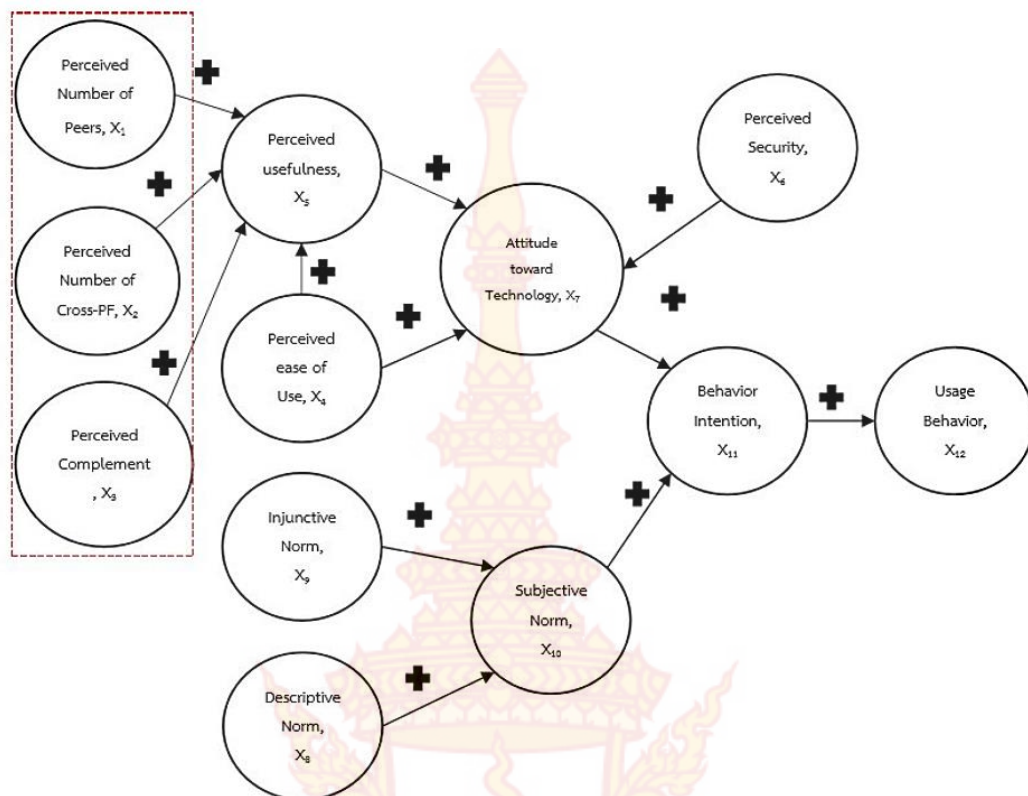 Perceived
Number of
Peers, X₁
Perceived
Number of
Cross-PF, X₂
Perceived
Complement
, X₃
Perceived
usefulness,
X₅
Perceived
ease of
Use, X₄
Perceived
Security,
X₆
Attitude
toward
Technology, X₇
Behavior
Intention,
X₁₁
Usage
Behavior,
X₁₂
Injunctive
Norm,
X₉
Subjective
Norm,
X₁₀
Descriptive
Norm,
X₈